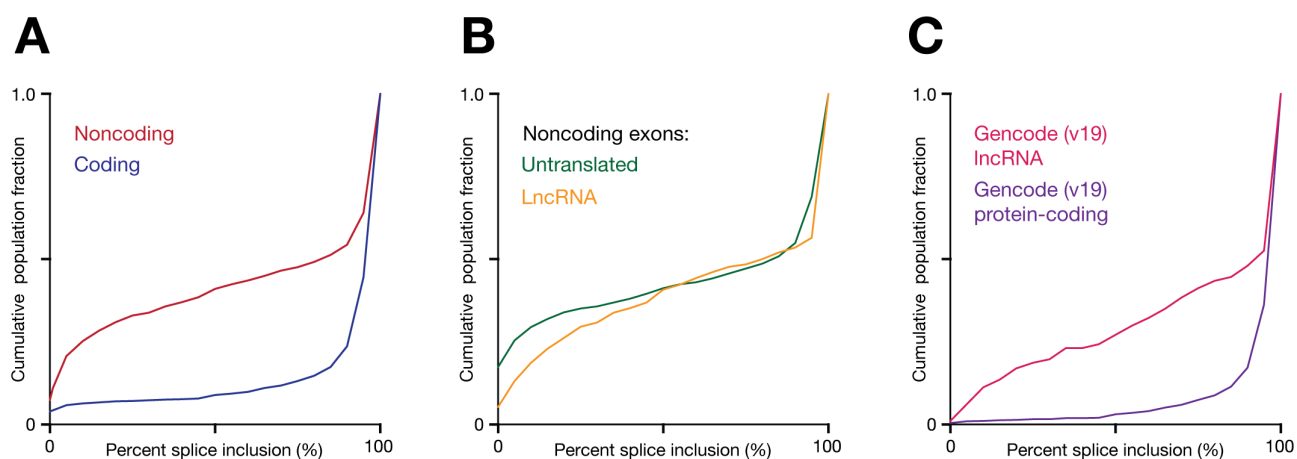 A
1.0
Noncoding
Coding
Cumulative population fraction
0
0
100
Percent splice inclusion (%)
B
1.0
Noncoding exons:
Untranslated
LncRNA
Cumulative population fraction
0
0
100
Percent splice inclusion (%)
C
1.0
Gencode (v19)
lncRNA
Gencode (v19)
protein-coding
Cumulative population fraction
0
0
100
Percent splice inclusion (%)